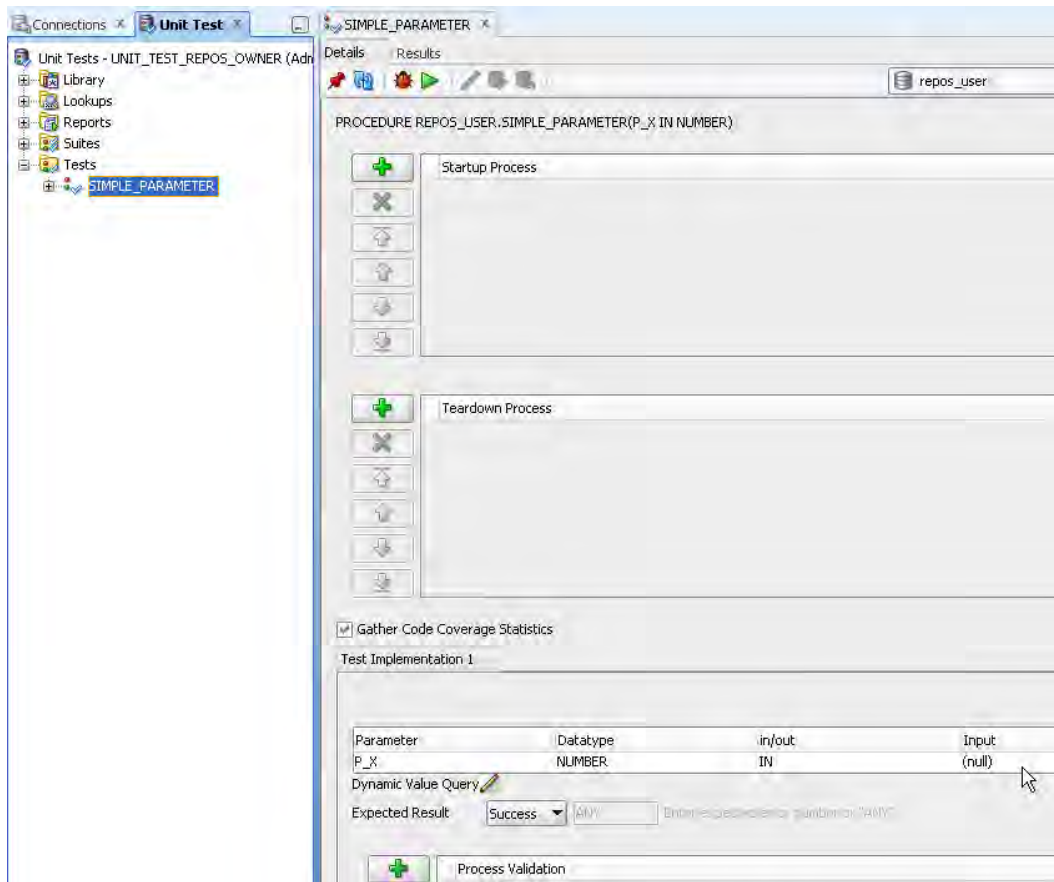 Connections
Unit Test
SIMPLE_PARAMETER
Unit Tests - UNIT_TEST_REPOS_OWNER (Adn
Library
Lookups
Reports
Suites
Tests
SIMPLE_PARAMETER
Details
Results
repos_user
PROCEDURE REPOS_USER.SIMPLE_PARAMETER(P_X IN NUMBER)
Startup Process
Teardown Process
Gather Code Coverage Statistics
Test Implementation 1
Parameter Datatype in/out Input
P_X NUMBER IN (null)
Dynamic Value Query
Expected Result Success ANY
Process Validation